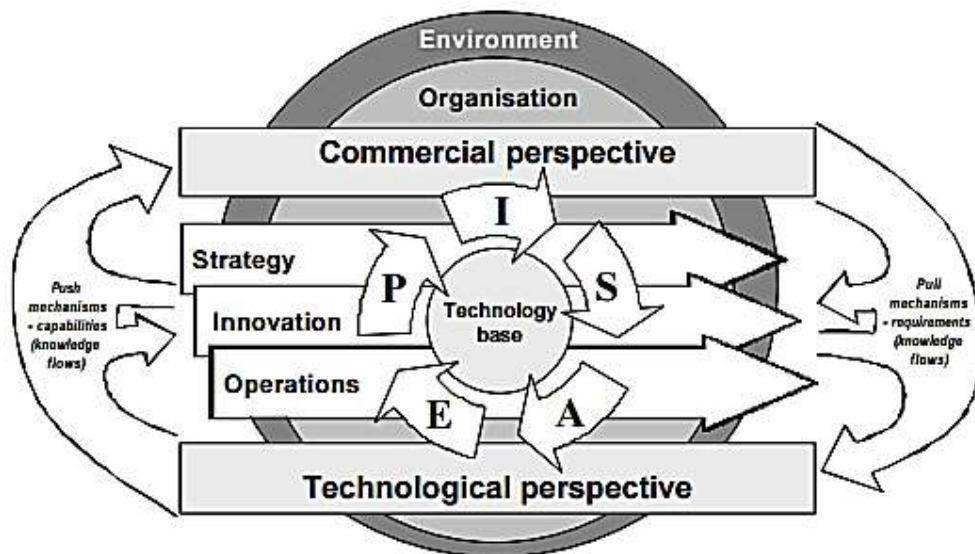 Environment
Organisation
Commercial perspective
I
Strategy
P
S
Push
mechanisms
- capabilities
(knowledge
flows)
Innovation
Technology
base
Pull
mechanisms
- requirements
(knowledge
flows)
Operations
E
A
Technological perspective